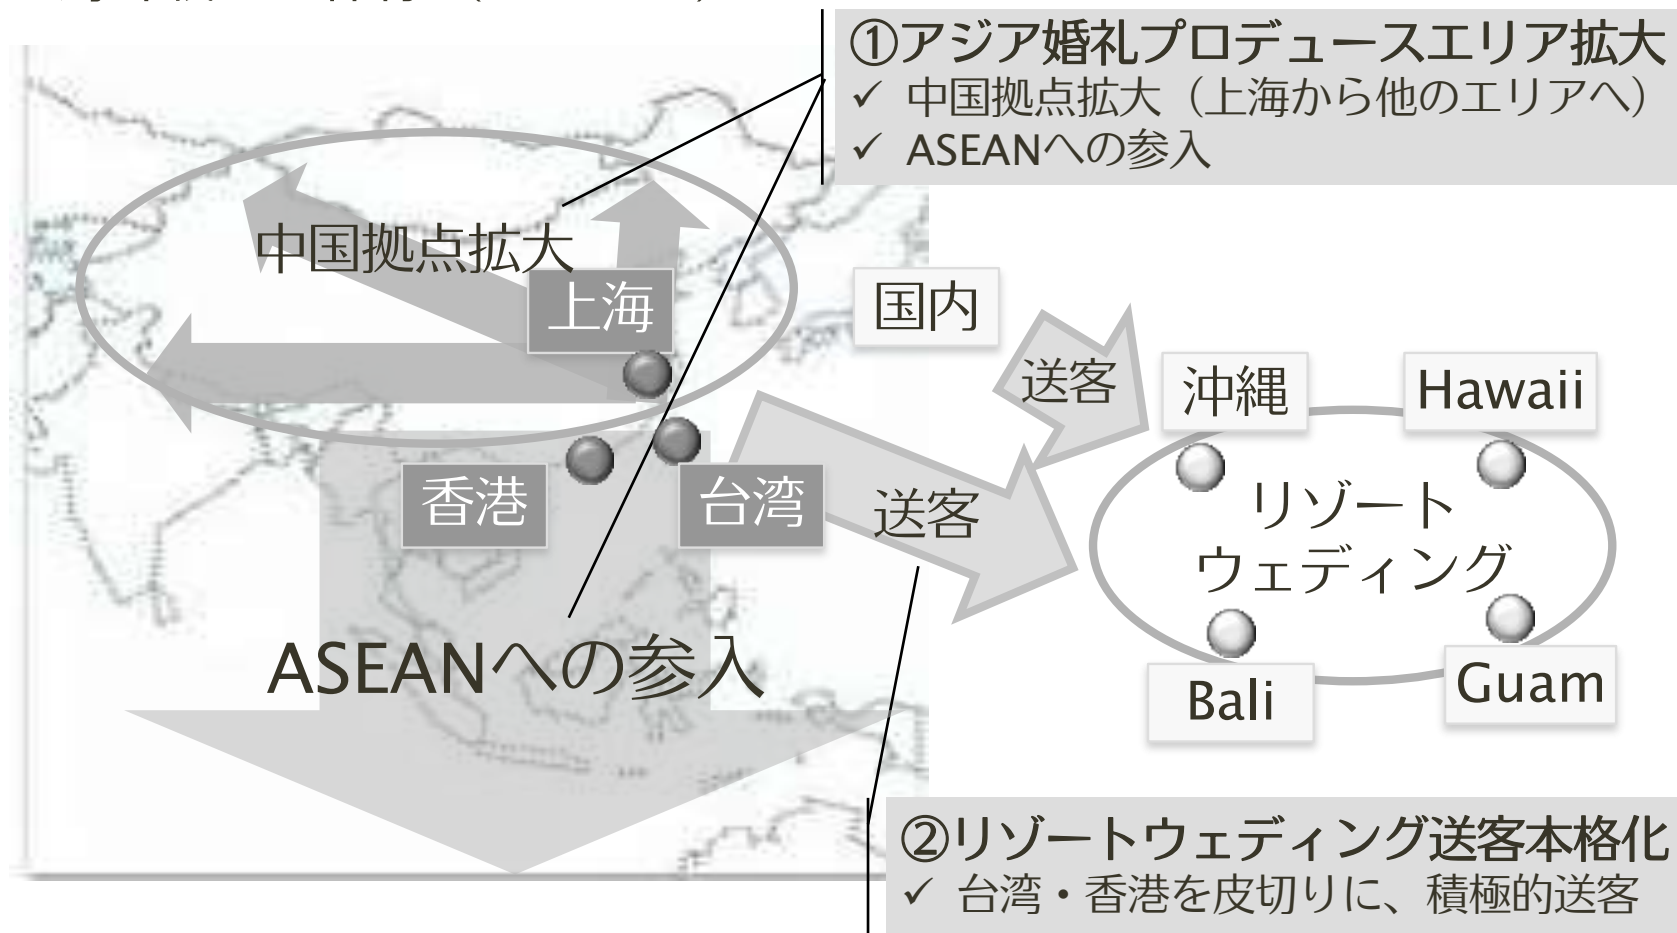 ①アジア婚礼プロデュースエリア拡大
✓ 中国拠点拡大（上海から他のエリアへ）
✓ ASEANへの参入
中国拠点拡大
上海
国内
送客
沖縄
Hawaii
香港
台湾
送客
リゾート
ウェディング
ASEANへの参入
Bali
Guam
②リゾートウェディング送客本格化
✓ 台湾・香港を皮切りに、積極的送客